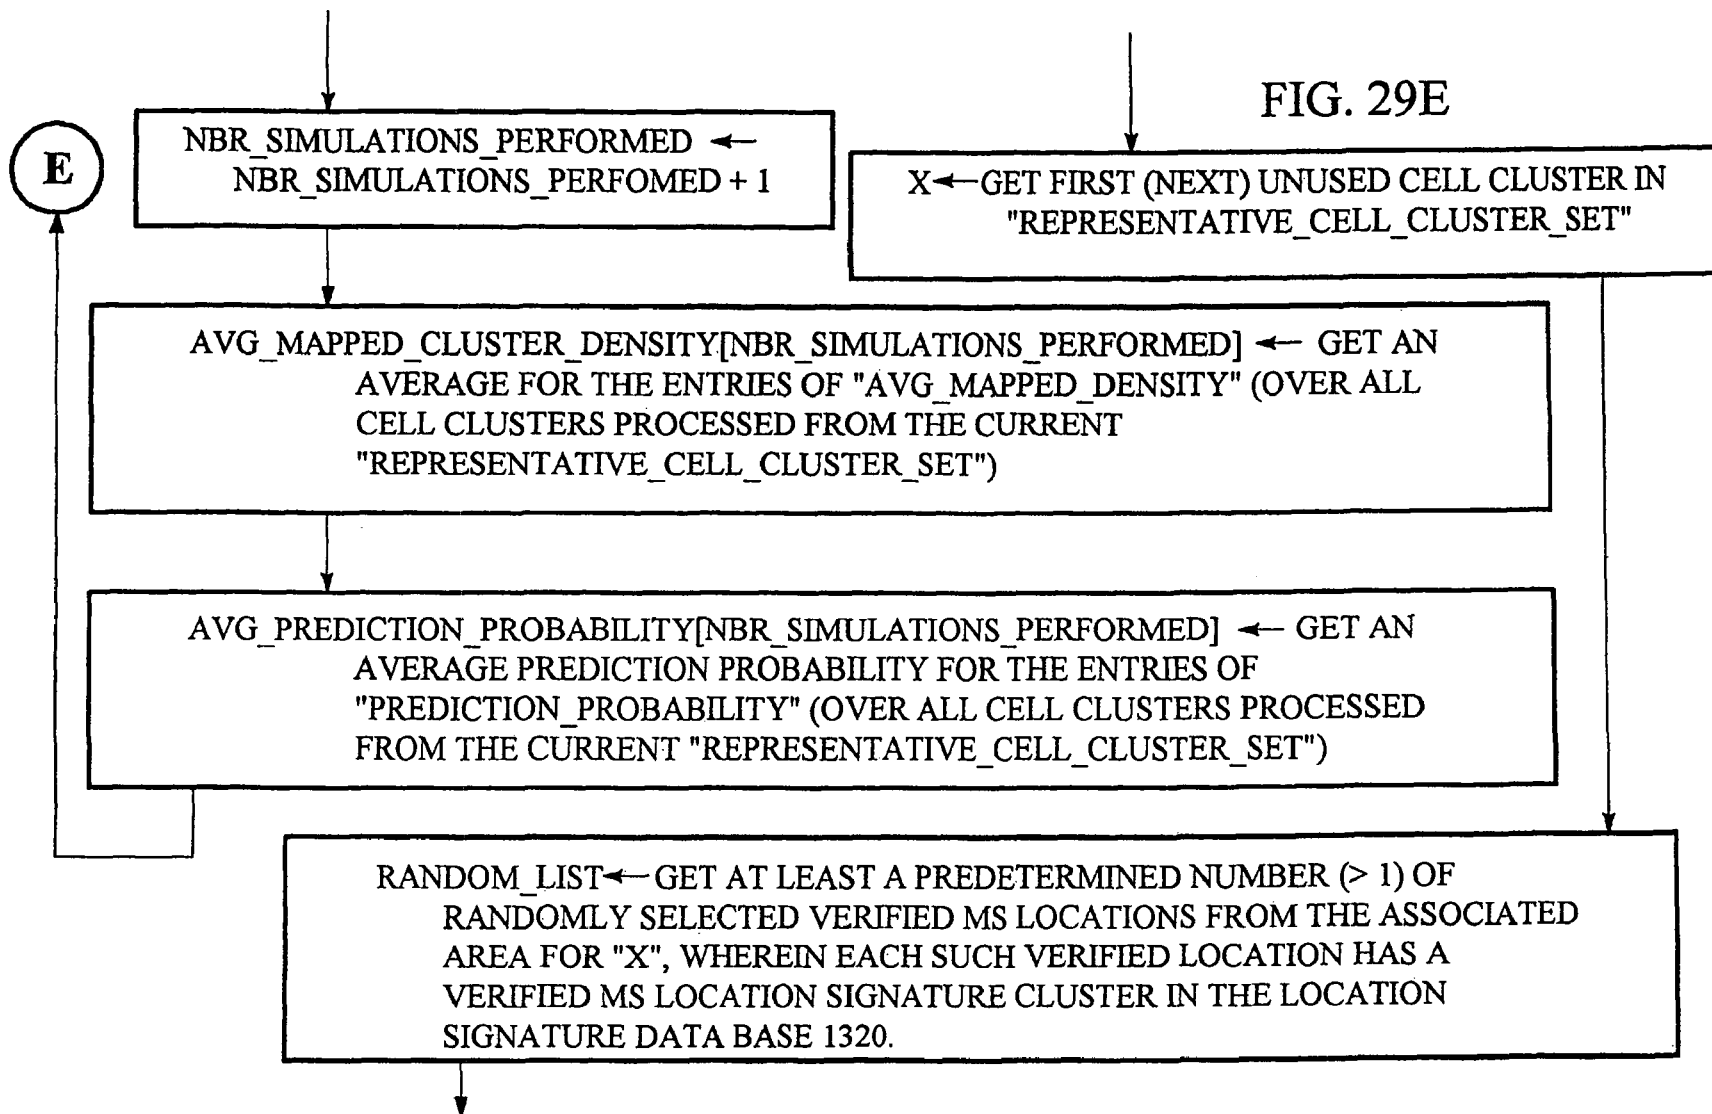 FIG. 29E
E
NBR_SIMULATIONS_PERFORMED ←
NBR_SIMULATIONS_PERFOMED + 1
X←GET FIRST (NEXT) UNUSED CELL CLUSTER IN
"REPRESENTATIVE_CELL_CLUSTER_SET"
AVG_MAPPED_CLUSTER_DENSITY[NBR_SIMULATIONS_PERFORMED] ← GET AN
AVERAGE FOR THE ENTRIES OF "AVG_MAPPED_DENSITY" (OVER ALL
CELL CLUSTERS PROCESSED FROM THE CURRENT
"REPRESENTATIVE_CELL_CLUSTER_SET")
AVG_PREDICTION_PROBABILITY[NBR_SIMULATIONS_PERFORMED] ← GET AN
AVERAGE PREDICTION PROBABILITY FOR THE ENTRIES OF
"PREDICTION_PROBABILITY" (OVER ALL CELL CLUSTERS PROCESSED
FROM THE CURRENT "REPRESENTATIVE_CELL_CLUSTER_SET")
RANDOM_LIST←GET AT LEAST A PREDETERMINED NUMBER (> 1) OF
RANDOMLY SELECTED VERIFIED MS LOCATIONS FROM THE ASSOCIATED
AREA FOR "X", WHEREIN EACH SUCH VERIFIED LOCATION HAS A
VERIFIED MS LOCATION SIGNATURE CLUSTER IN THE LOCATION
SIGNATURE DATA BASE 1320.